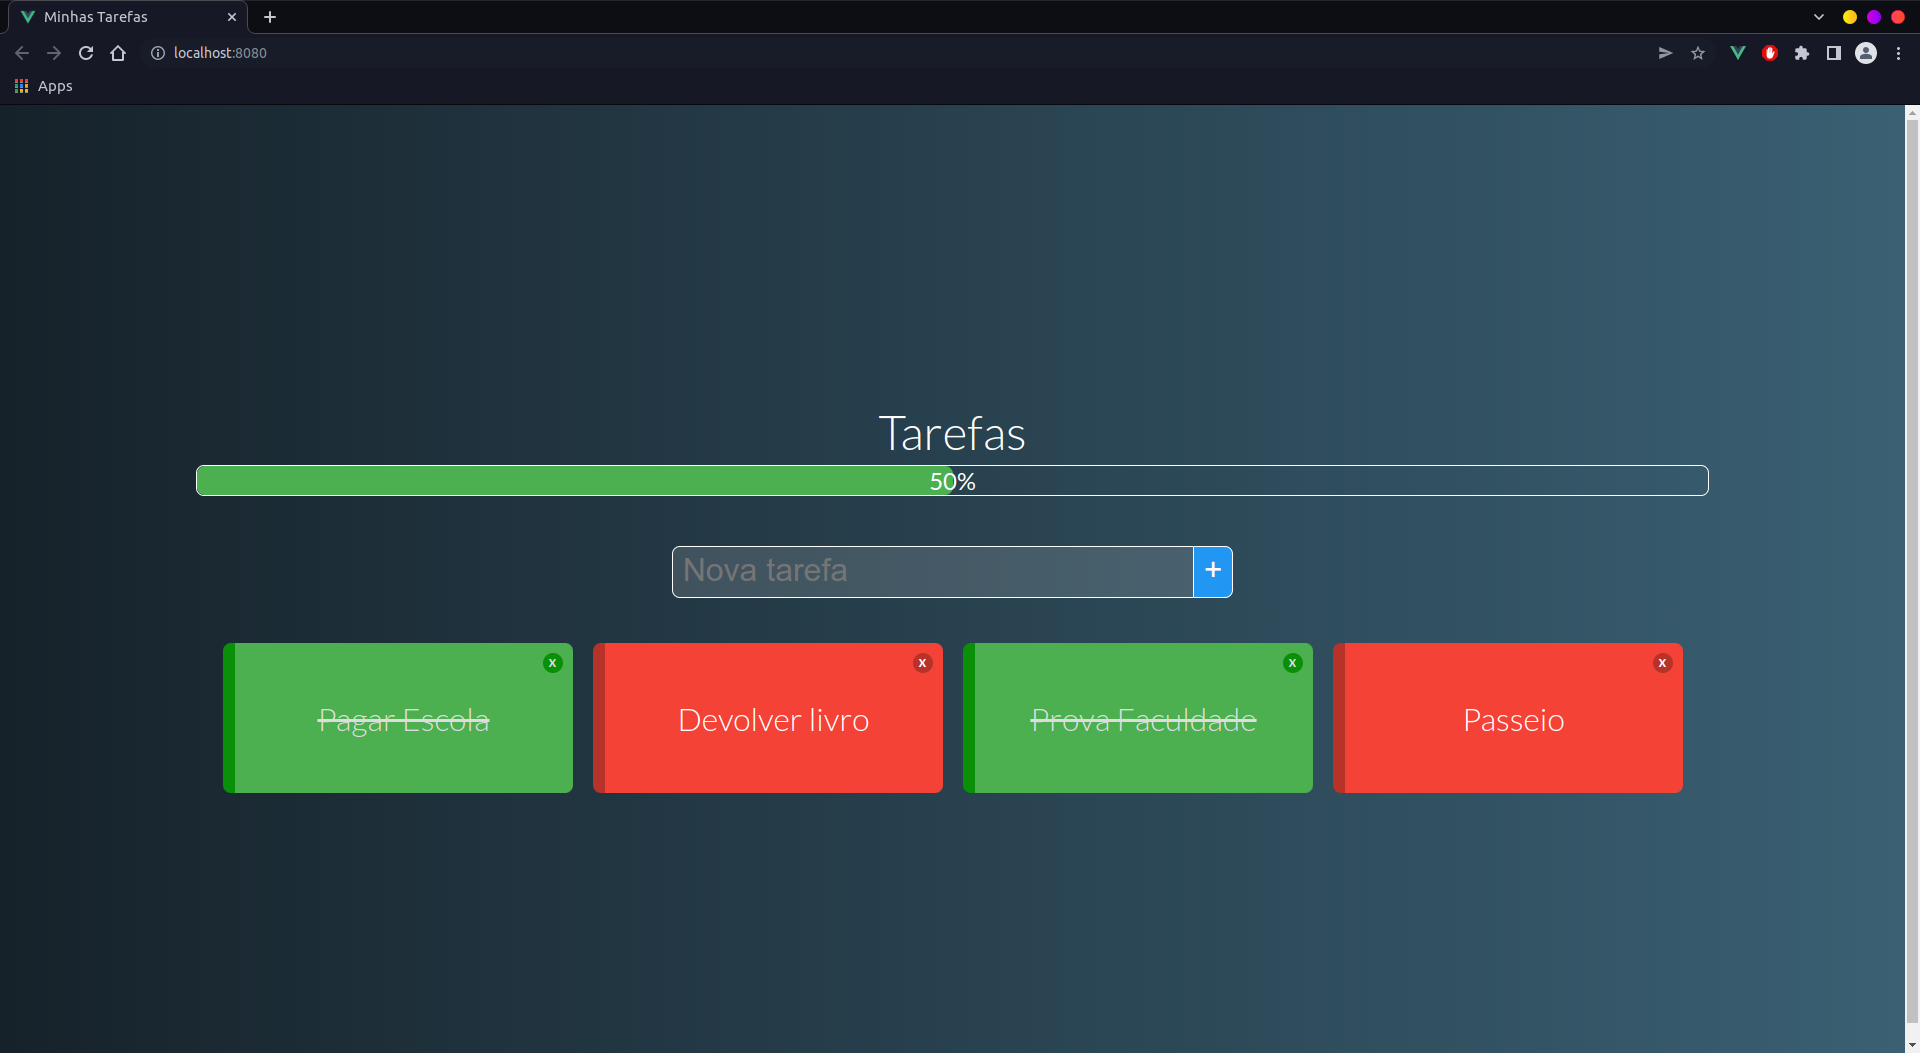 Minhas Tarefas
localhost:8080
Apps
Tarefas
50%
Nova tarefa +
x x x x
Pagar Escola Devolver livro Prova Faculdade Passeio